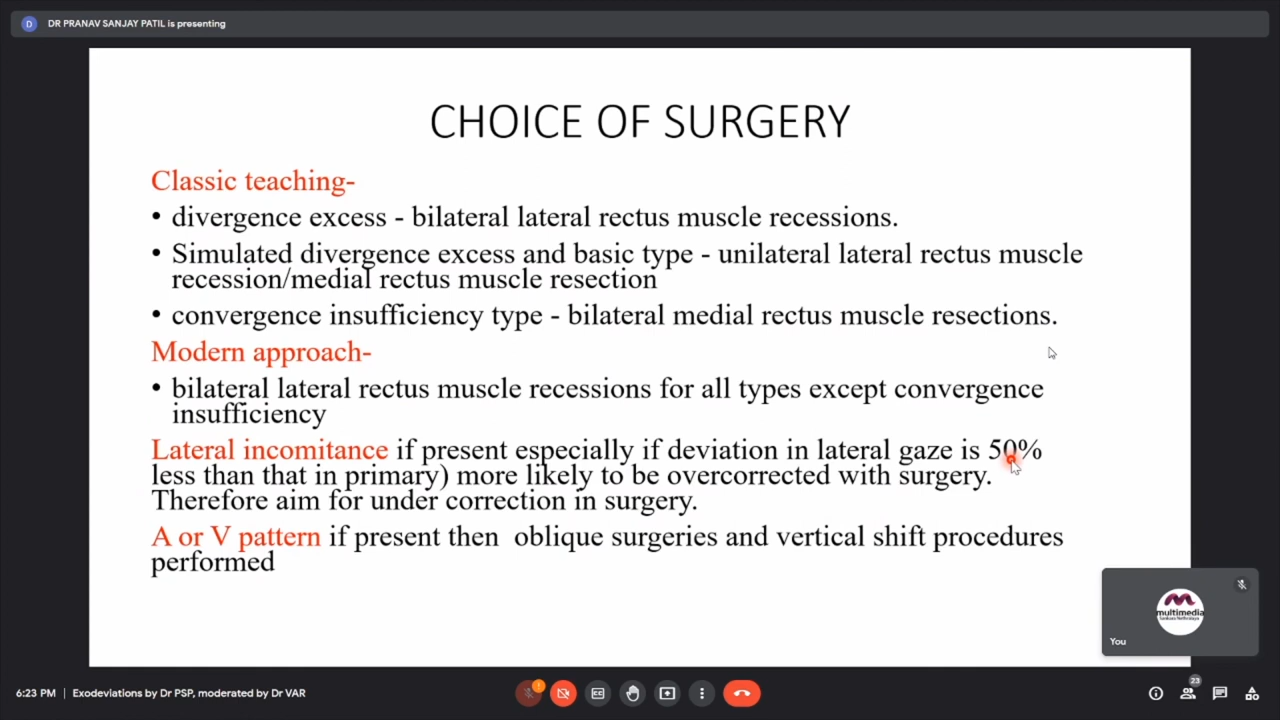 D DR PRANAV SANJAY PATIL is presenting
CHOICE OF SURGERY
Classic teaching-
• divergence excess - bilateral lateral rectus muscle recessions.
• Simulated divergence excess and basic type - unilateral lateral rectus muscle
recession/medial rectus muscle resection
• convergence insufficiency type - bilateral medial rectus muscle resections.
Modern approach-
• bilateral lateral rectus muscle recessions for all types except convergence
insufficiency
Lateral incomitance if present especially if deviation in lateral gaze is 50%
less than that in primary) more likely to be overcorrected with surgery.
Therefore aim for under correction in surgery.
A or V pattern if present then oblique surgeries and vertical shift procedures
performed
multimedia
You
6:23 PM | Exodeviations by Dr PSP, moderated by Dr VAR
23